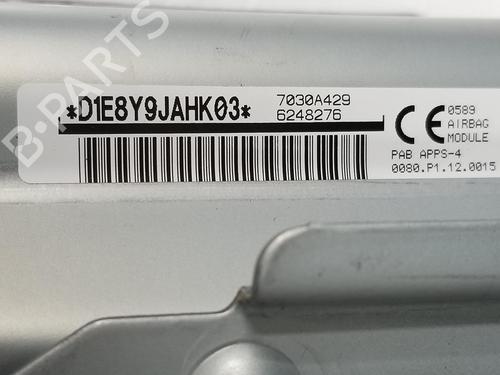 *D1E8Y9JAHK03*
7030A429
6248276
CE
0589
AIRBAG
MODULE
PAB APPS-4
0080.P1.12.0015
B-PARTS